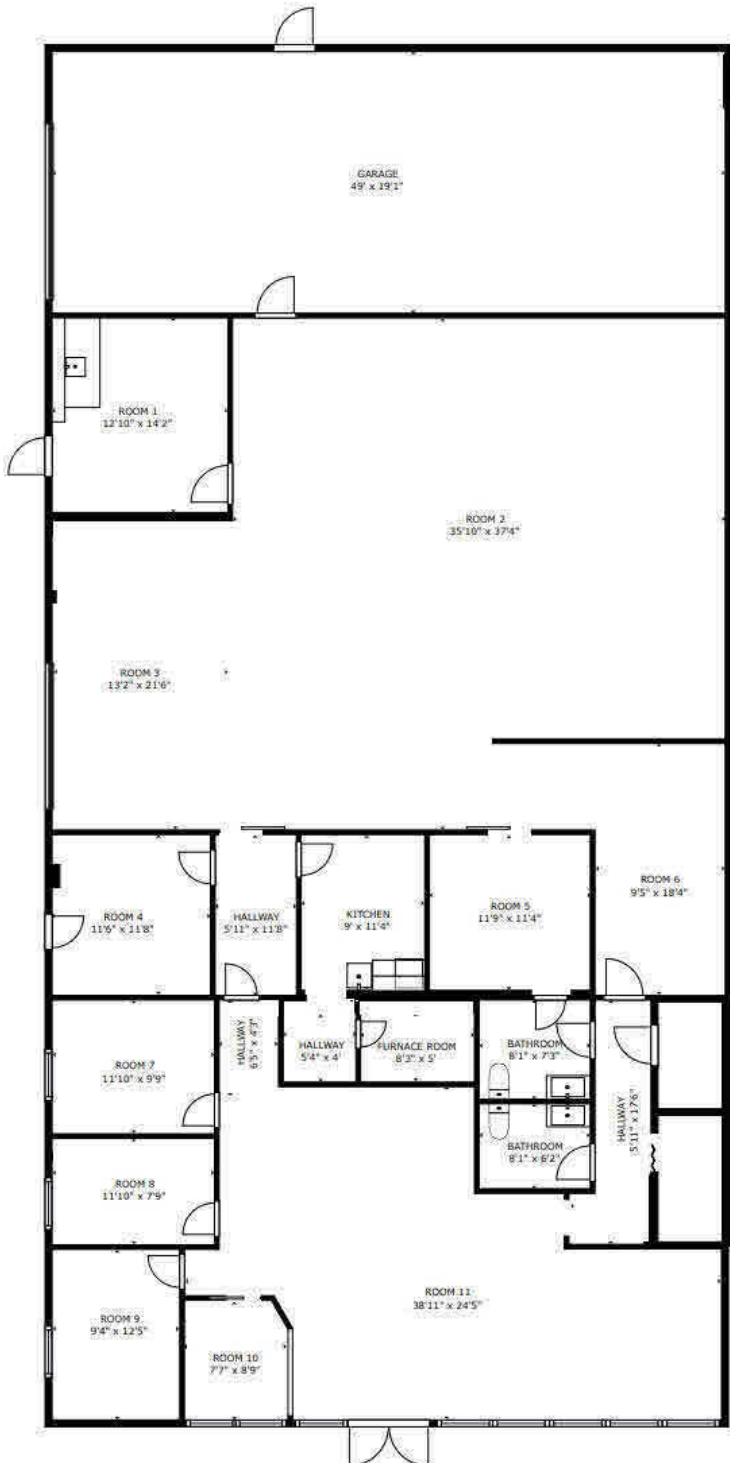 GARAGE
49' x 19'1"
ROOM 1
12'10" x 14'2"
ROOM 2
35'10" x 37'4"
ROOM 3
13'2" x 21'6"
ROOM 4
11'6" x 11'8"
HALLWAY
5'11" x 11'8"
KITCHEN
9' x 11'4"
ROOM 5
11'9" x 11'4"
ROOM 6
9'5" x 18'4"
ROOM 7
11'10" x 9'9"
HALLWAY
6'5" x 4'3"
HALLWAY
5'4" x 4'
FURNACE ROOM
8'3" x 5'
BATHROOM
8'1" x 7'3"
HALLWAY
5'11" x 17'6"
BATHROOM
8'1" x 6'2"
ROOM 8
11'10" x 7'9"
ROOM 11
38'11" x 24'5"
ROOM 9
9'4" x 12'5"
ROOM 10
7'7" x 8'9"